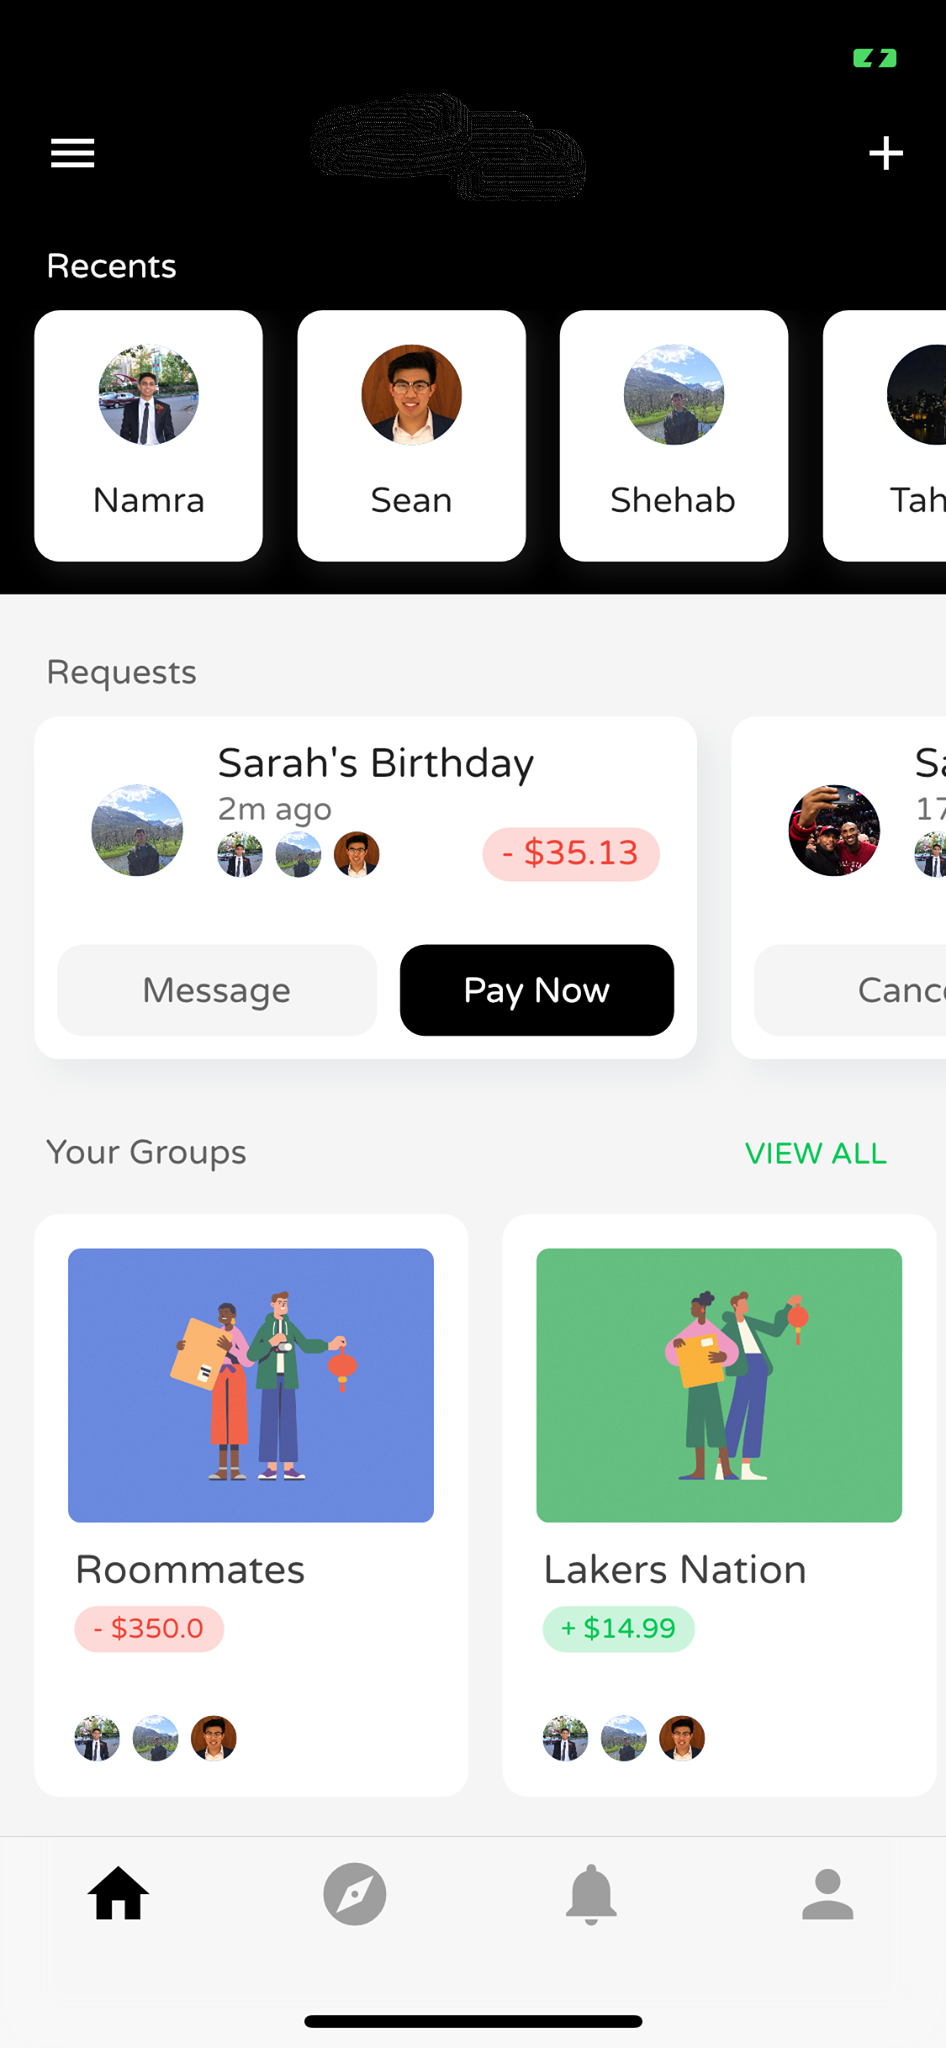 Recents
Namra
Sean
Shehab
Tah
Requests
Sarah's Birthday
2m ago
- $35.13
Message
Pay Now
Sa
17
Canc
Your Groups
VIEW ALL
Roommates
- $350.0
Lakers Nation
+ $14.99